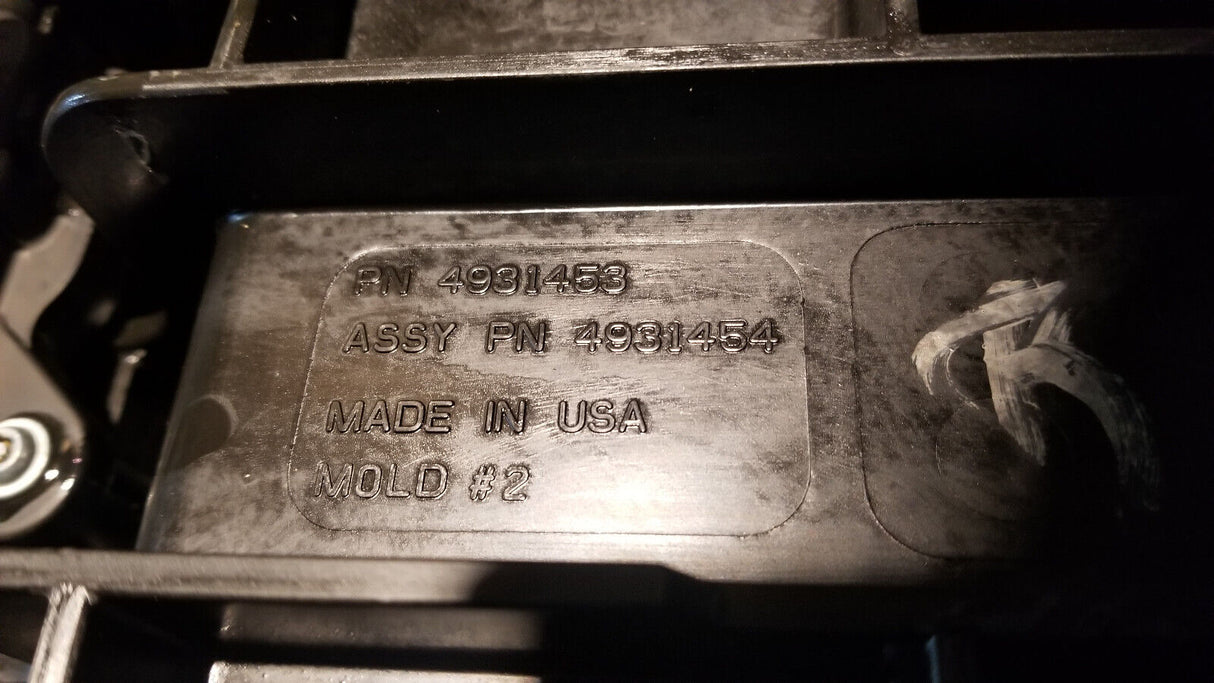 PN 4931453
ASSY PN 4931454
MADE IN USA
MOLD #2